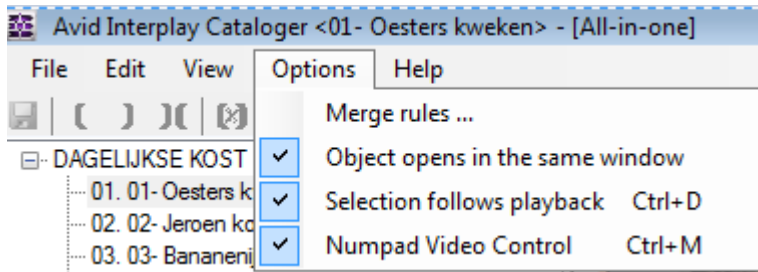 Avid Interplay Cataloger <01- Oesters kweken> - [All-in-one]
File Edit View Options Help
Merge rules ...
DAGELIJKSE KOST Object opens in the same window
01. 01- Oesters k Selection follows playback Ctrl+D
02. 02- Jeroen
03. 03- Bananeni Numpad Video Control Ctrl+M